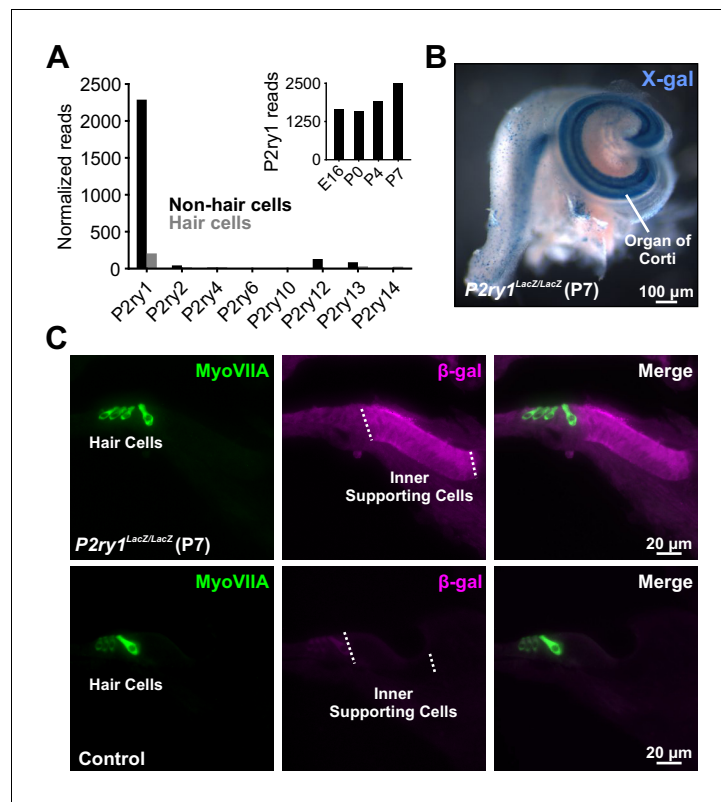 A
Normalized reads
2500
2000
1500
1000
500
0
P2ry1
P2ry2
P2ry4
P2ry6
P2ry10
P2ry12
P2ry13
P2ry14
Non-hair cells
Hair cells
P2ry1 reads
2500
1250
0
E16
P0
P4
P7
B
X-gal
Organ of
Corti
P2ry1LacZ/LacZ (P7)
100 µm
C
MyoVIIA
Hair Cells
P2ry1LacZ/LacZ (P7)
β-gal
Inner
Supporting Cells
Merge
20 µm
MyoVIIA
Hair Cells
Control
β-gal
Inner
Supporting Cells
Merge
20 µm